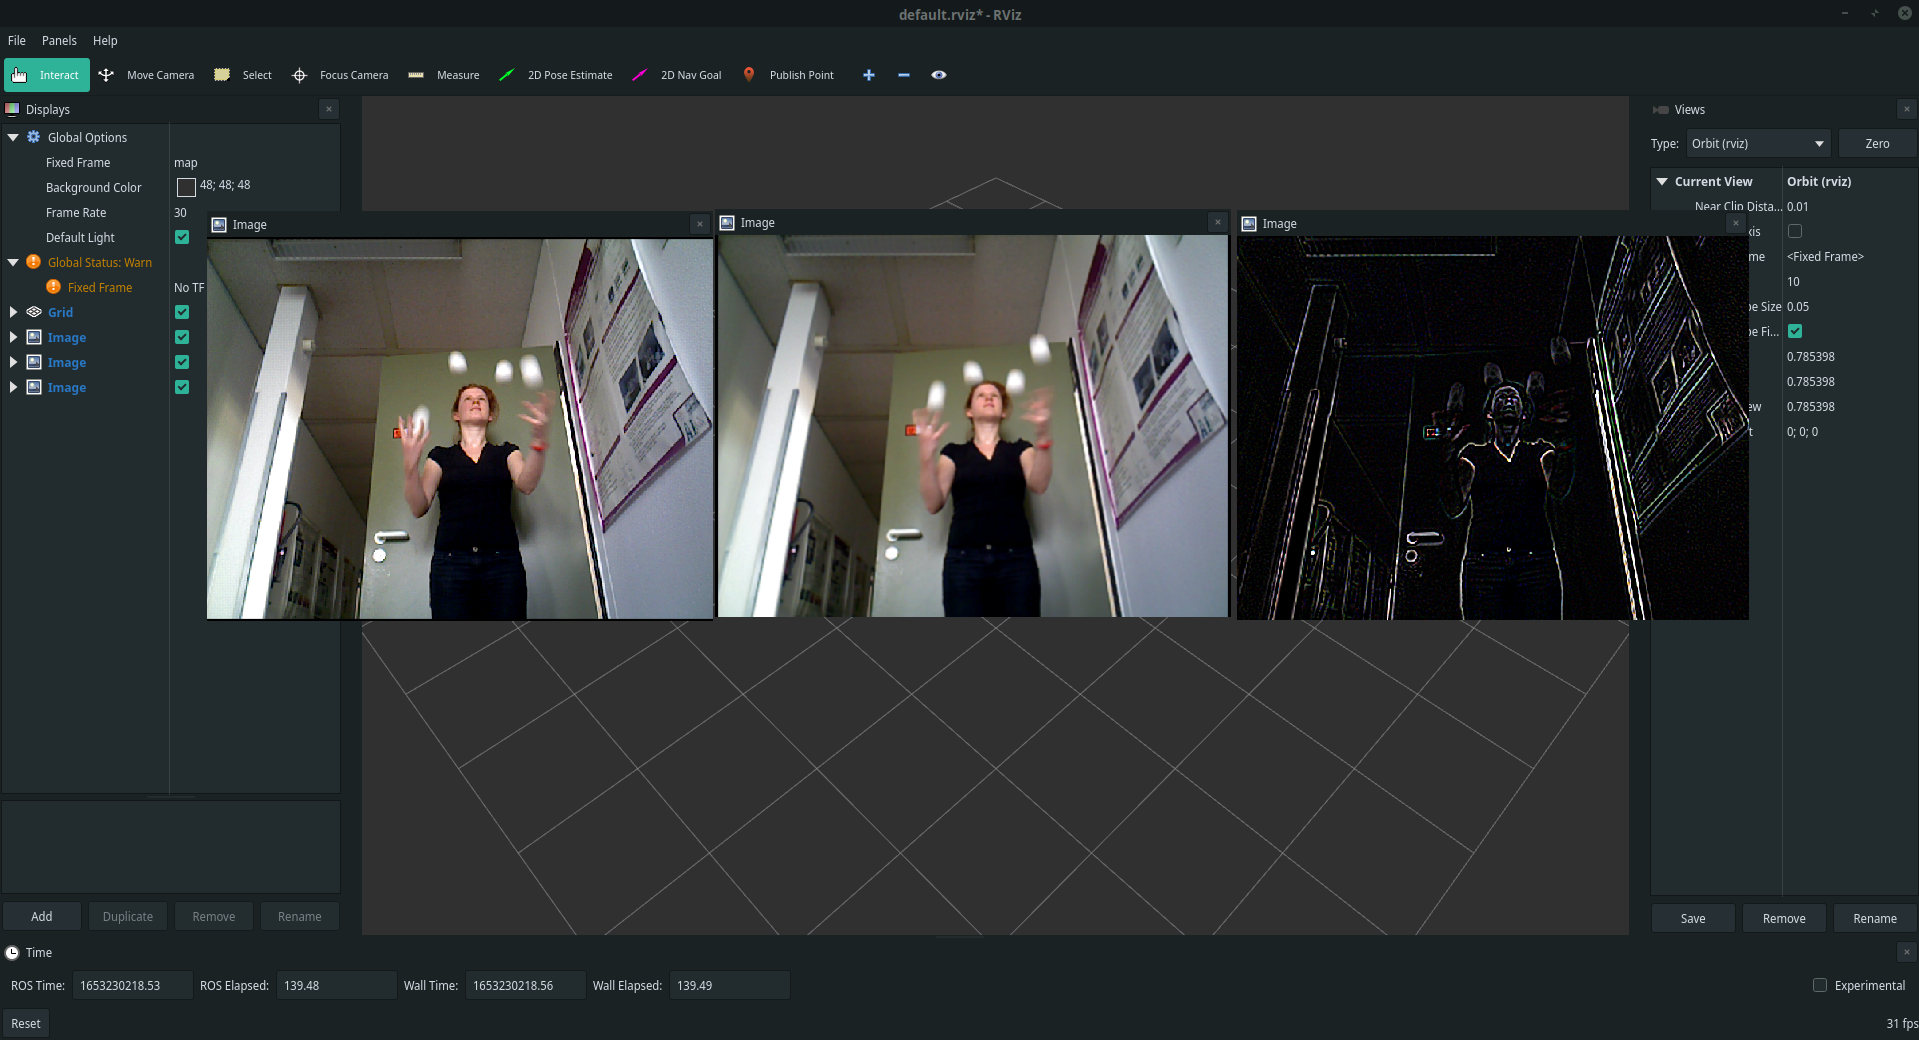 default.rviz* - RViz
File Panels Help
Interact Move Camera Select Focus Camera Measure 2D Pose Estimate 2D Nav Goal Publish Point
Displays
Global Options
Fixed Frame map
Background Color 48; 48; 48
Frame Rate 30
Default Light
Global Status: Warn
Fixed Frame No TF
Grid
Image
Image
Image
Add Duplicate Remove Rename
Image
Image
Image
Views
Type: Orbit (rviz) Zero
Current View Orbit (rviz)
Near Clip Dista... 0.01
xis
me <Fixed Frame>
10
pe Size 0.05
pe Fi...
0.785398
0.785398
ew 0.785398
t 0; 0; 0
Save Remove Rename
Time
ROS Time: 1653230218.53 ROS Elapsed: 139.48 Wall Time: 1653230218.56 Wall Elapsed: 139.49
Experimental
Reset
31 fps